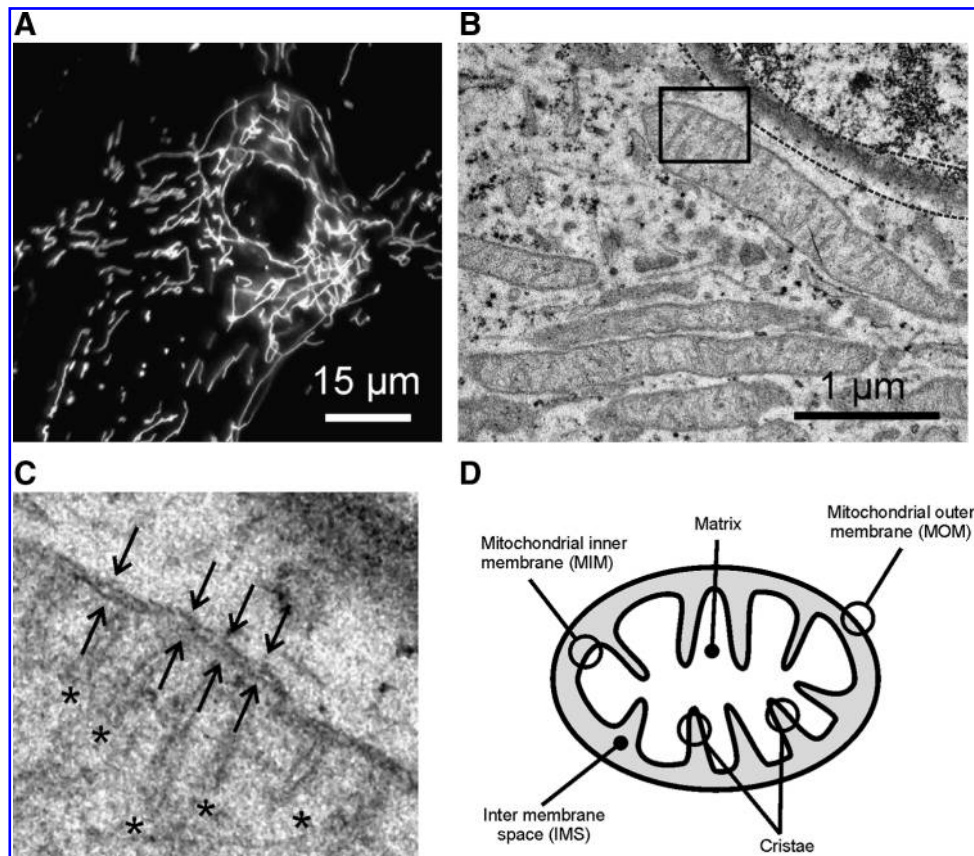 A
B
15 µm
1 µm
C
D
Matrix
Mitochondrial outer
membrane (MOM)
Mitochondrial inner
membrane (MIM)
* * * * *
Inter membrane
space (IMS)
Cristae